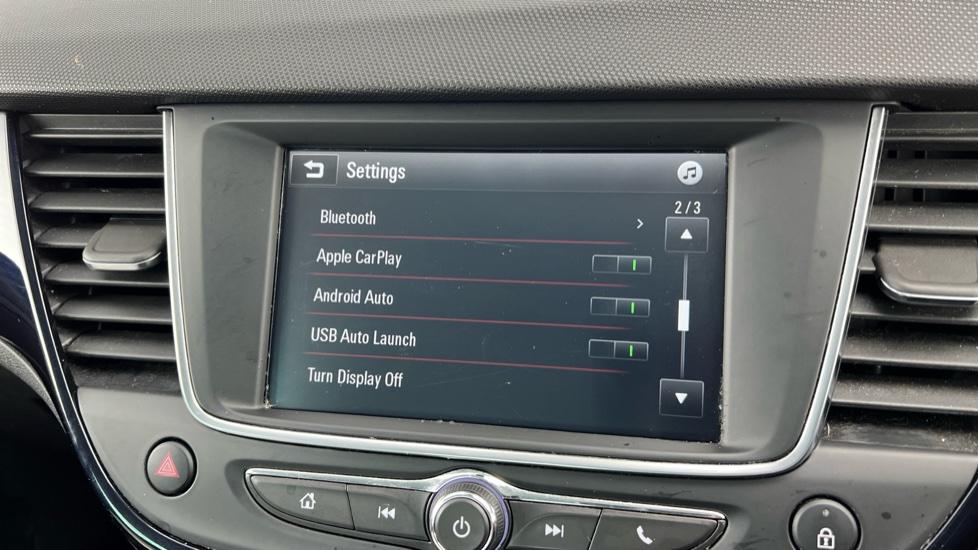 Settings
2/3
Bluetooth
Apple CarPlay
Android Auto
USB Auto Launch
Turn Display Off